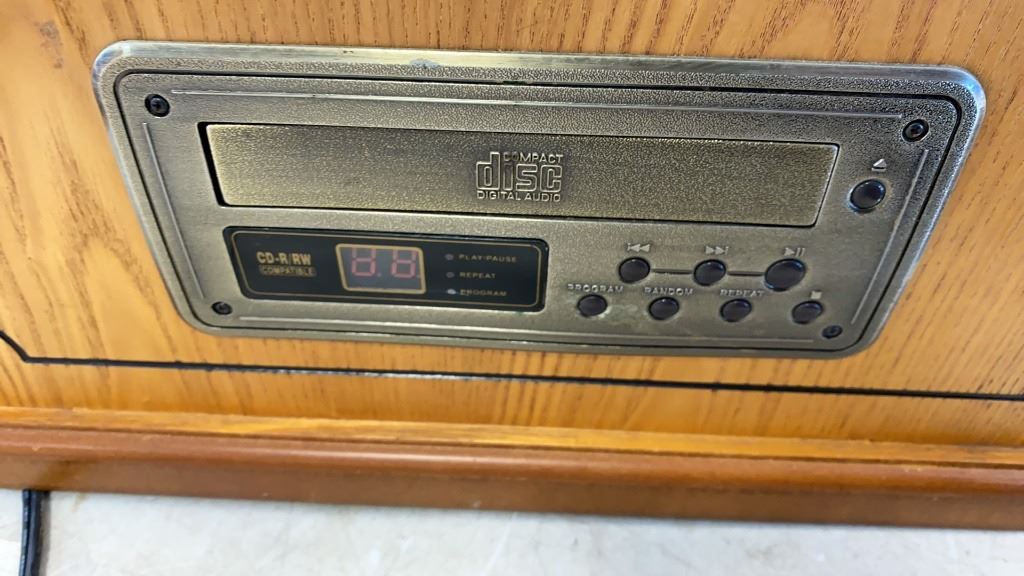 COMPACT
disc
DIGITAL AUDIO
CD-R/RW
COMPATIBLE
PLAY/PAUSE
REPEAT
PROGRAM
PROGRAM RANDOM REPEAT